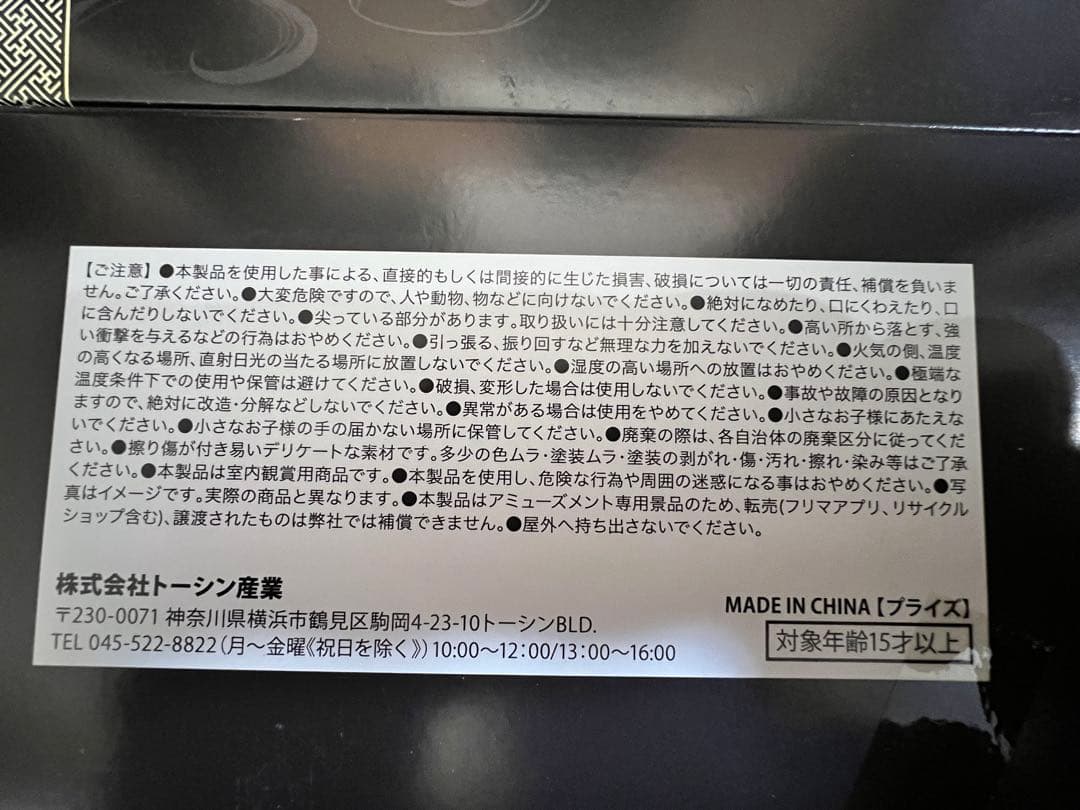 【ご注意】●本製品を使用した事による、直接的もしくは間接的に生じた損害、破損については一切の責任、補償を負いま
せん。ご了承ください。●大変危険ですので、人や動物、物などに向けないでください。●絶対になめたり、口にくわえたり、口
に含んだりしないでください。●尖っている部分があります。取り扱いには十分注意してください。●高い所から落とす、強
い衝撃を与えるなどの行為はおやめください。●引っ張る、振り回すなど無理な力を加えないでください。●火気の側、温度
の高くなる場所、直射日光の当たる場所に放置しないでください。●湿度の高い場所への放置はおやめください。●極端な
温度条件下での使用や保管は避けてください。●破損、変形した場合は使用しないでください。●事故や故障の原因となり
ますので、絶対に改造・分解などしないでください。●異常がある場合は使用をやめてください。●小さなお子様にあたえな
いでください。●小さなお子様の手の届かない場所に保管してください。●廃棄の際は、各自治体の廃棄区分に従ってくだ
さい。●擦り傷が付き易いデリケートな素材です。多少の色ムラ・塗装ムラ・塗装の剥がれ・傷・汚れ・擦れ・染み等はご了承
ください。●本製品は室内観賞用商品です。●本製品を使用し、危険な行為や周囲の迷惑になる事はおやめください。●写
真はイメージです。実際の商品と異なります。●本製品はアミューズメント専用景品のため、転売(フリマアプリ、リサイクル
ショップ含む)、譲渡されたものは弊社では補償できません。●屋外へ持ち出さないでください。
株式会社トーシン産業
〒230-0071 神奈川県横浜市鶴見区駒岡4-23-10トーシンBLD.
TEL 045-522-8822（月〜金曜《祝日を除く》）10:00〜12:00/13:00〜16:00
MADE IN CHINA【プライズ】
対象年齢15才以上